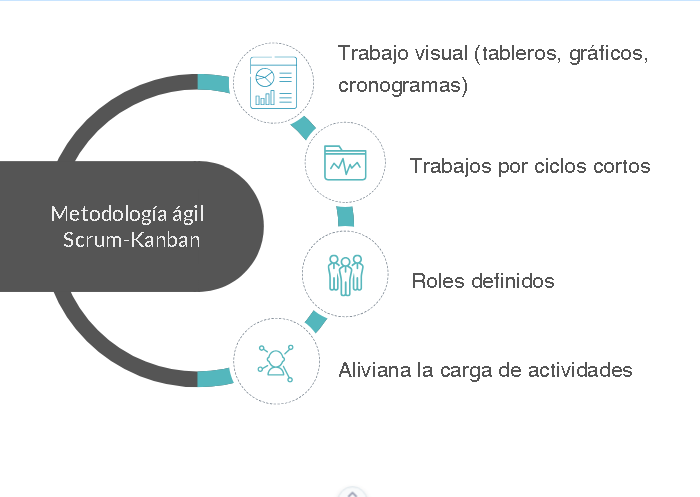 Trabajo visual (tableros, gráficos,
cronogramas)
Trabajos por ciclos cortos
Metodología ágil
Scrum-Kanban
Roles definidos
Aliviana la carga de actividades